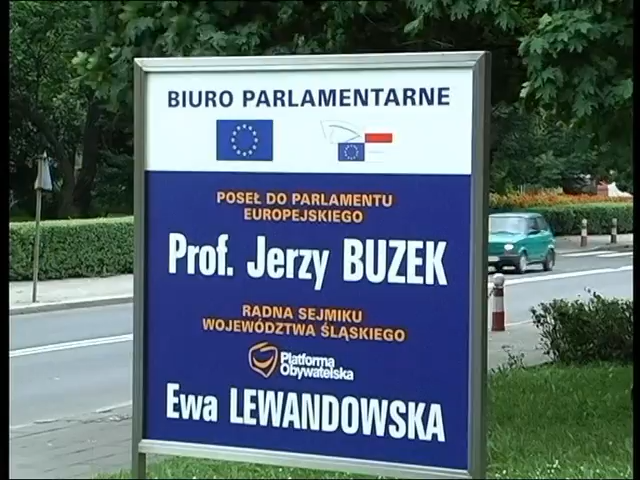 BIURO PARLAMENTARNE
POSEŁ DO PARLAMENTU
EUROPEJSKIEGO
Prof. Jerzy BUZEK
RADNA SEJMIKU
WOJEWÓDZTWA ŚLĄSKIEGO
Platforma
Obywatelska
Ewa LEWANDOWSKA